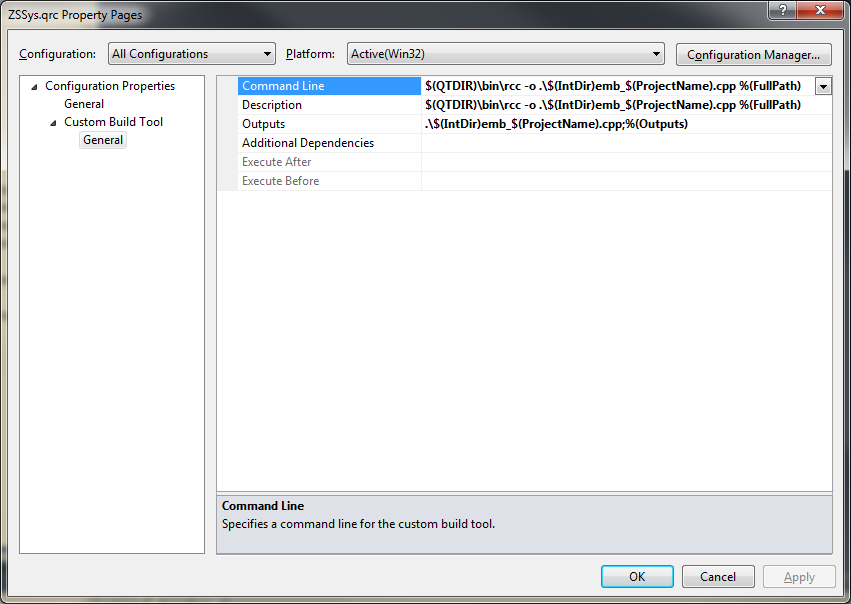 ZSSys.qrc Property Pages
Configuration: All Configurations Platform: Active(Win32) Configuration Manager...
Configuration Properties
General
Custom Build Tool
General
Command Line $(QTDIR)\bin\rcc -o .\$(IntDir)emb_$(ProjectName).cpp %(FullPath)
Description $(QTDIR)\bin\rcc -o .\$(IntDir)emb_$(ProjectName).cpp %(FullPath)
Outputs .\$(IntDir)emb_$(ProjectName).cpp;%(Outputs)
Additional Dependencies
Execute After
Execute Before
Command Line
Specifies a command line for the custom build tool.
OK Cancel Apply